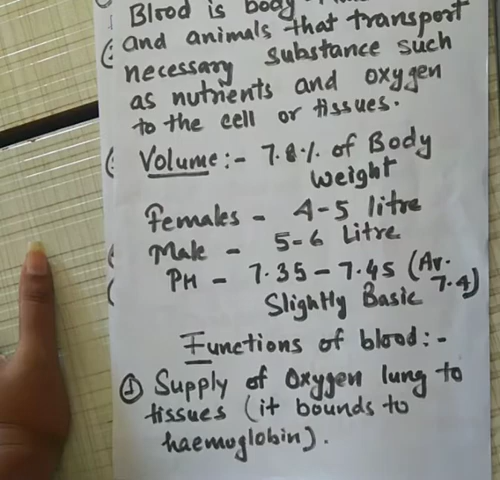 Blood is body
and animals that transport
necessary substance such
as nutrients and oxygen
to the cell or tissues.
Volume:- 7.8% of Body
Weight
Females - 4-5 litre
Male - 5-6 Litre
PH - 7.35 - 7.45 (Av.
Slightly Basic 7.4)
Functions of blood:-
① Supply of Oxygen lung to
tissues (it bounds to
haemoglobin).